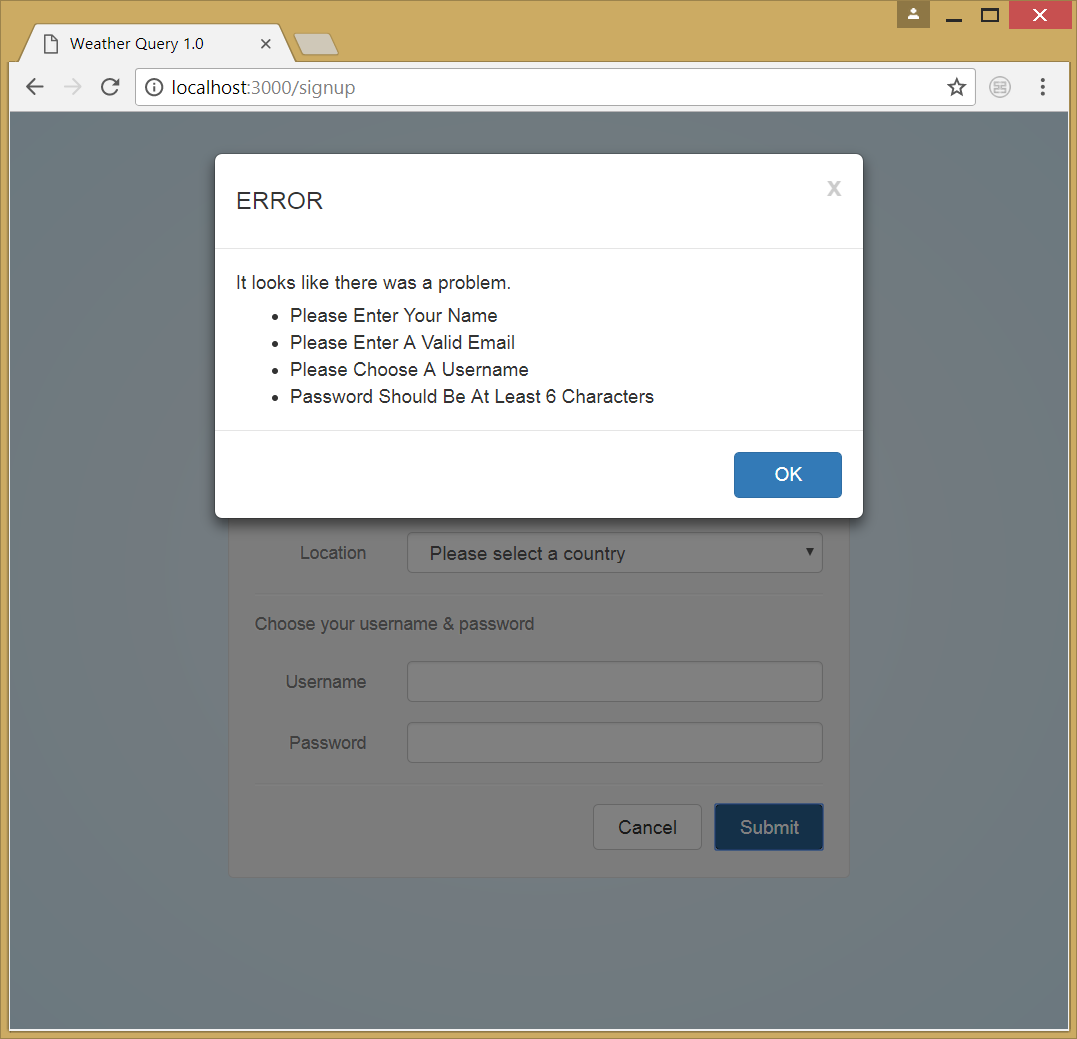 Weather Query 1.0
localhost:3000/signup
ERROR
x
It looks like there was a problem.
• Please Enter Your Name
• Please Enter A Valid Email
• Please Choose A Username
• Password Should Be At Least 6 Characters
OK
Location Please select a country
Choose your username & password
Username
Password
Cancel Submit